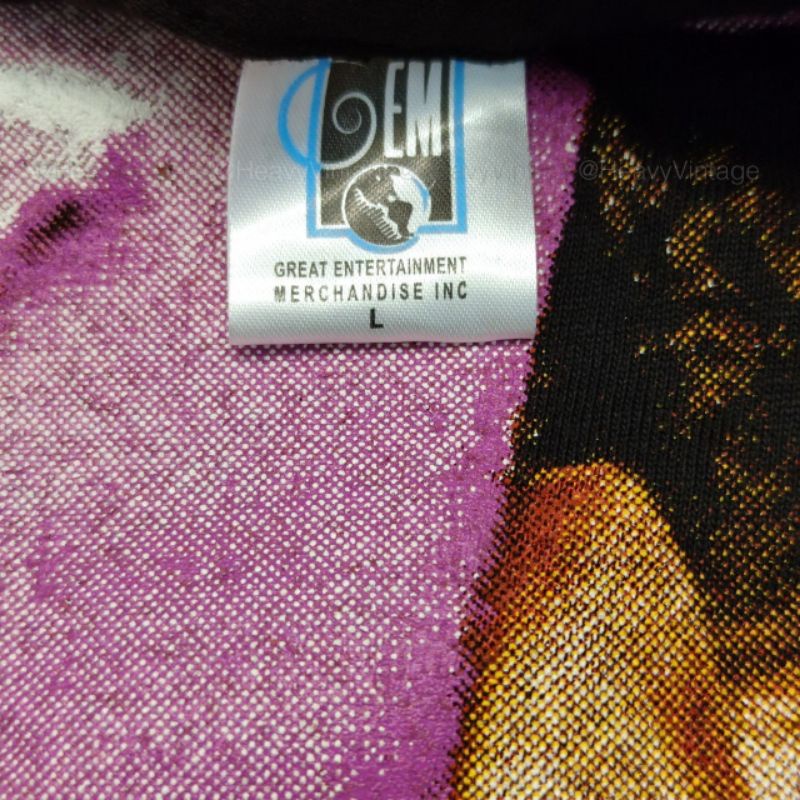 GEM
GREAT ENTERTAINMENT
MERCHANDISE INC
L
@HeavyVintage